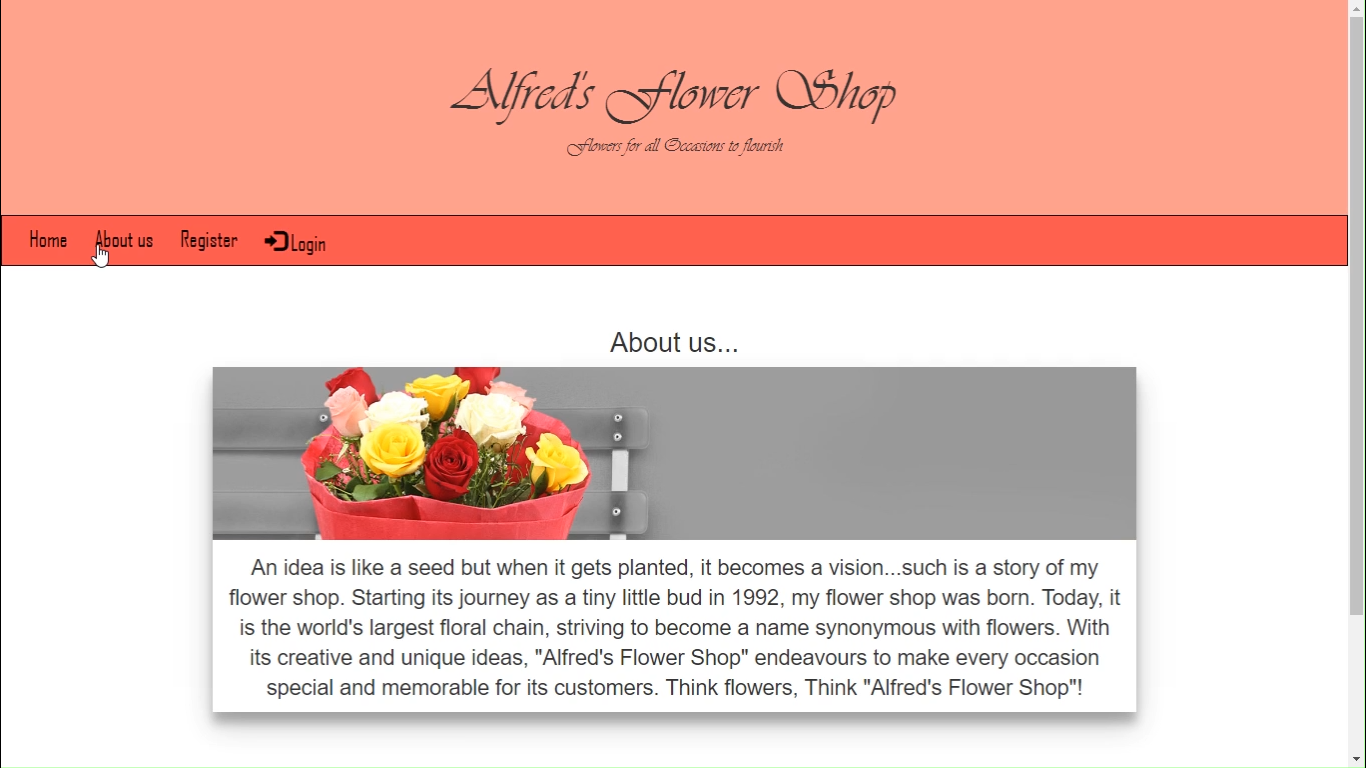 Alfred's Flower Shop
Flowers for all Occasions to flourish
Home About us Register Login
About us...
An idea is like a seed but when it gets planted, it becomes a vision...such is a story of my
flower shop. Starting its journey as a tiny little bud in 1992, my flower shop was born. Today, it
is the world's largest floral chain, striving to become a name synonymous with flowers. With
its creative and unique ideas, "Alfred's Flower Shop" endeavours to make every occasion
special and memorable for its customers. Think flowers, Think "Alfred's Flower Shop"!